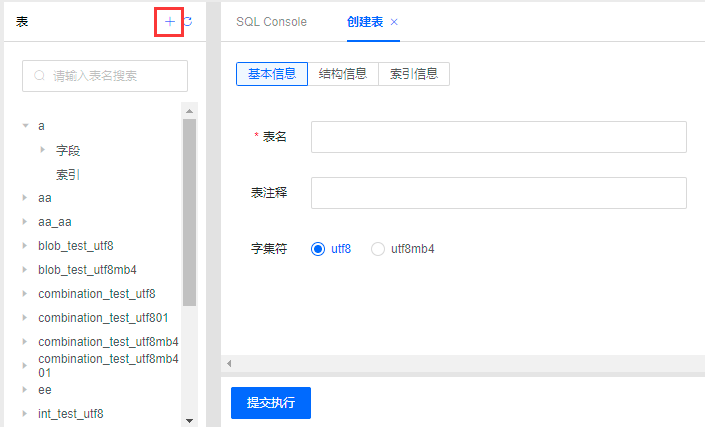 表
请输入表名搜索
a
字段
索引
aa
aa_aa
blob_test_utf8
blob_test_utf8mb4
combination_test_utf8
combination_test_utf801
combination_test_utf8mb4
combination_test_utf8mb4
01
ee
int_test_utf8
SQL Console 创建表
基本信息 结构信息 索引信息
* 表名
表注释
字集符 utf8 utf8mb4
提交执行